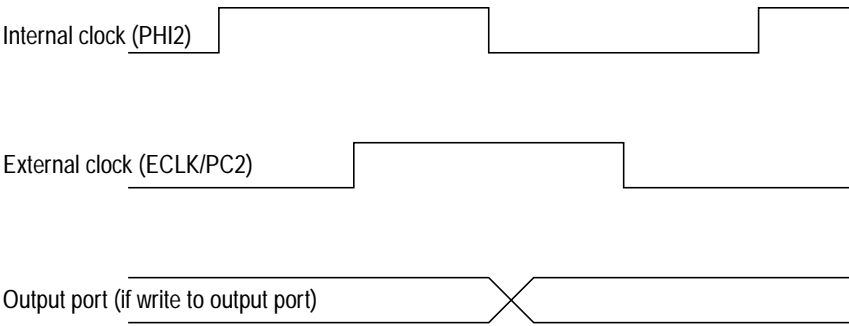 Internal clock (PHI2)
External clock (ECLK/PC2)
Output port (if write to output port)